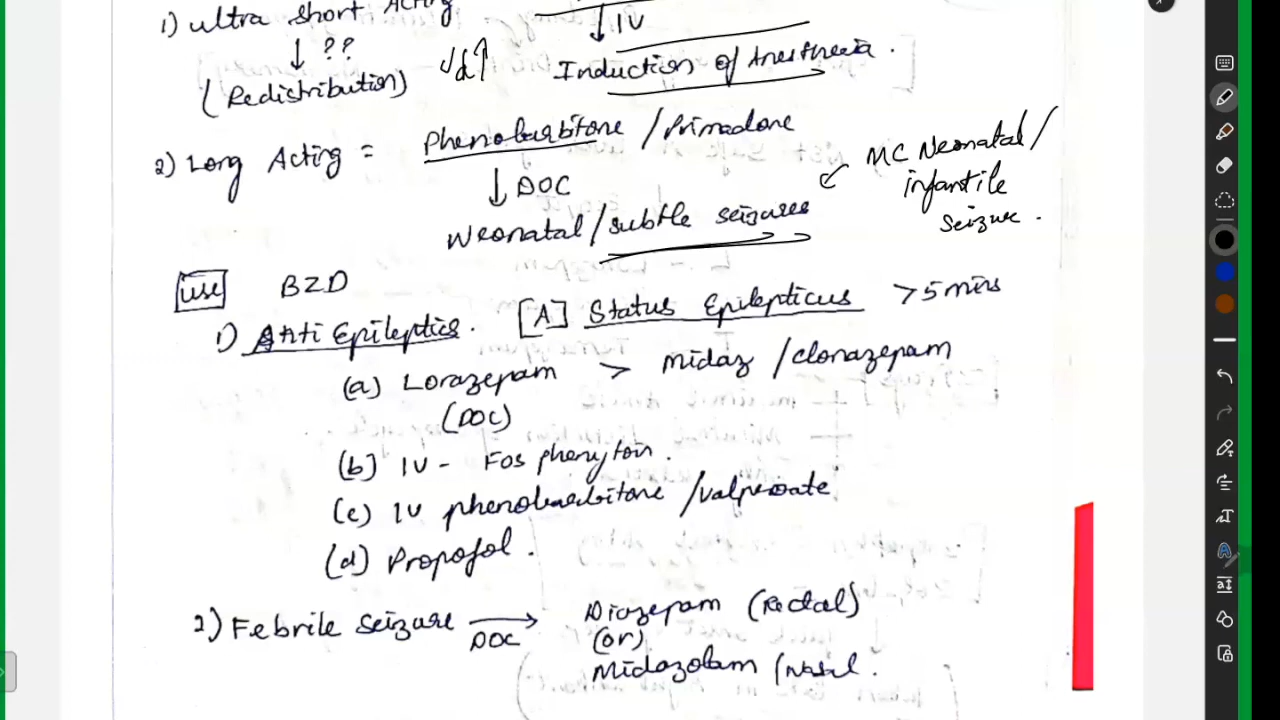 1) ultra short Acting
↓ IV
↓ ??
(Redistribution) Vd↑ Induction of Anesthesia.
2) Long Acting = Phenobarbitone / Primadone
↓ DOC
MC Neonatal / infantile seizure.
Neonatal / subtle seizures
Use BZD
1) Anti Epileptics. [A] Status Epilepticus >5 mins
(a) Lorazepam > midaz / clonazepam
(DOC)
(b) IV - Fos phenytoin.
(c) IV phenobarbitone / valproate
(d) Propofol.
2) Febrile seizure → DOC Diazepam (Rectal)
(or)
Midazolam / Nasal.